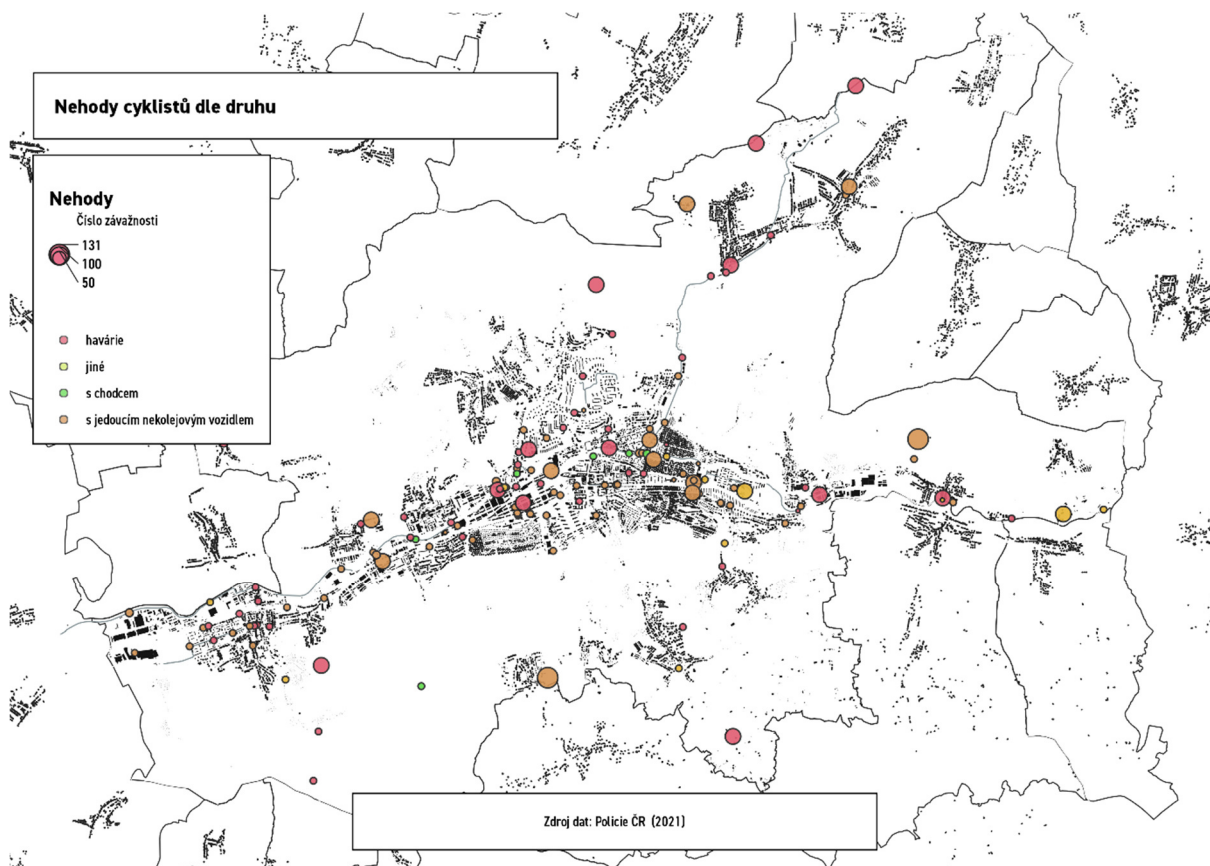 Nehody cyklistů dle druhu
Nehody
Číslo závažnosti
131
100
50
havárie
jiné
s chodcem
s jedoucím nekolejovým vozidlem
Zdroj dat: Policie ČR (2021)